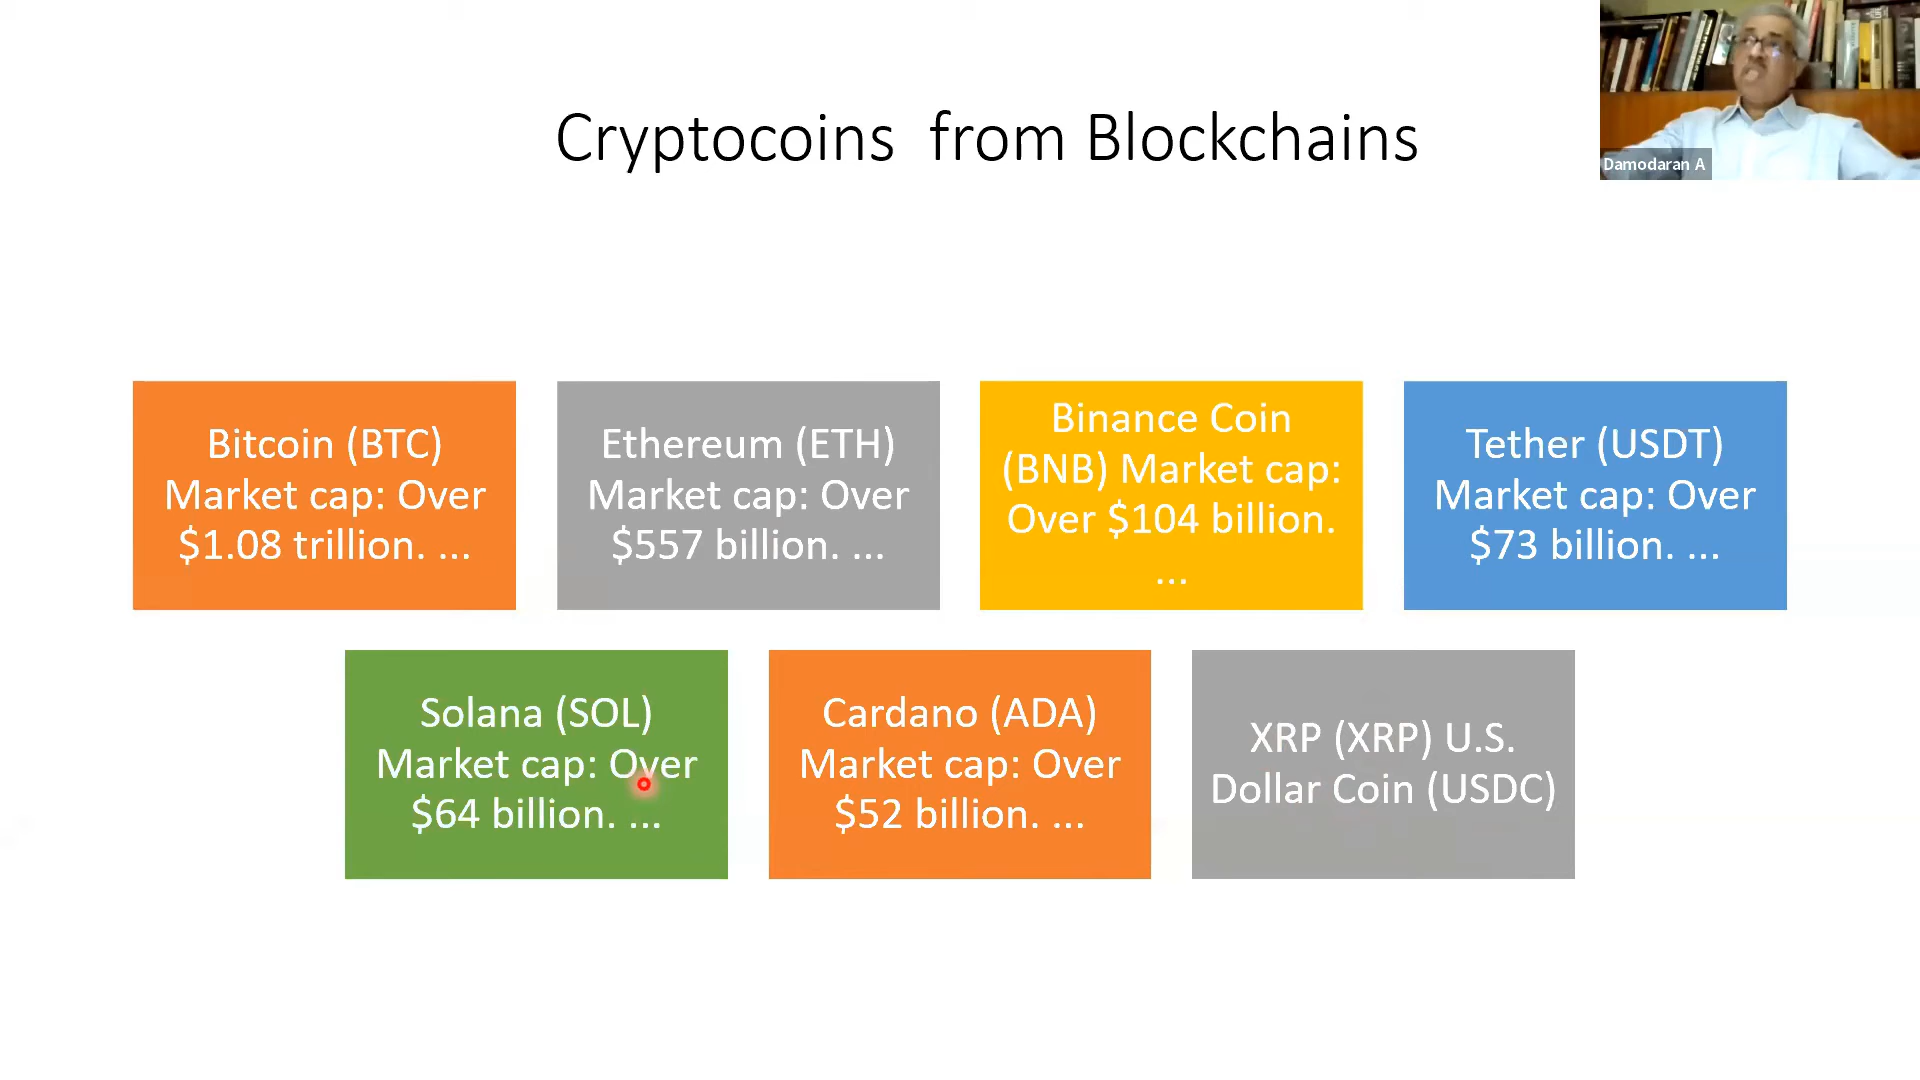 Cryptocoins from Blockchains
Damodaran A
Bitcoin (BTC)
Market cap: Over
$1.08 trillion. ...
Ethereum (ETH)
Market cap: Over
$557 billion. ...
Binance Coin
(BNB) Market cap:
Over $104 billion.
...
Tether (USDT)
Market cap: Over
$73 billion. ...
Solana (SOL)
Market cap: Over
$64 billion. ...
Cardano (ADA)
Market cap: Over
$52 billion. ...
XRP (XRP) U.S.
Dollar Coin (USDC)